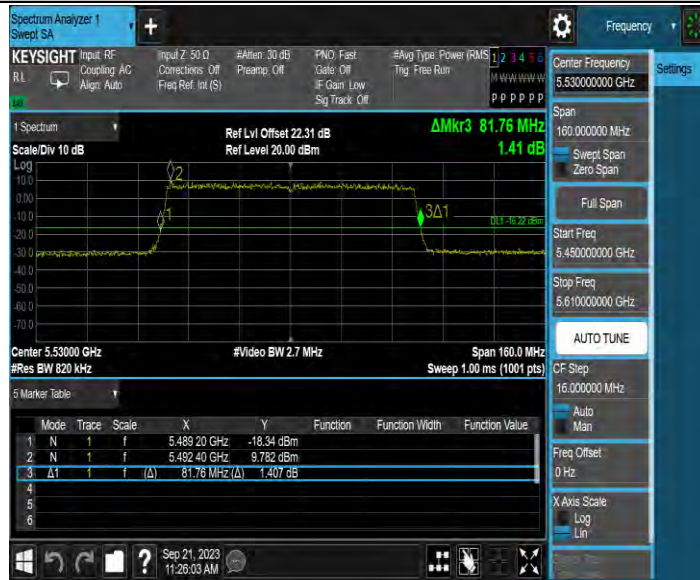 Spectrum Analyzer 1
Swept SA
+
Frequency
KEYSIGHT
Input: RF
Coupling: AC
Align: Auto
Input Z: 50 Ω
Corrections: Off
Freq Ref: Int (S)
#Atten: 30 dB
Preamp: Off
PNO: Fast
Gate: Off
IF Gain: Low
Sig Track: Off
#Avg Type: Power (RMS
Trig: Free Run
1 2 3 4 5 6
M W W W W W
P P P P P P
R L
1 Spectrum
Scale/Div 10 dB
Log
Ref Lvl Offset 22.31 dB
Ref Level 20.00 dBm
ΔMkr3 81.76 MHz
1.41 dB
10.0
0.00
-10.0
-20.0
-30.0
-40.0
-50.0
-60.0
-70.0
2
1
3Δ1
DL1 -16.22 dBm
Center 5.53000 GHz
#Video BW 2.7 MHz
Span 160.0 MHz
#Res BW 820 kHz
Sweep 1.00 ms (1001 pts)
5 Marker Table
Mode Trace Scale X Y Function Function Width Function Value
1 N 1 f 5.489 20 GHz -18.34 dBm
2 N 1 f 5.492 40 GHz 9.782 dBm
3 Δ1 1 f (Δ) 81.76 MHz (Δ) 1.407 dB
4
5
6
?
Sep 21, 2023
11:26:03 AM
Center Frequency
5.530000000 GHz
Settings
Span
160.000000 MHz
Swept Span
Zero Span
Full Span
Start Freq
5.450000000 GHz
Stop Freq
5.610000000 GHz
AUTO TUNE
CF Step
16.000000 MHz
Auto
Man
Freq Offset
0 Hz
X Axis Scale
Log
Lin